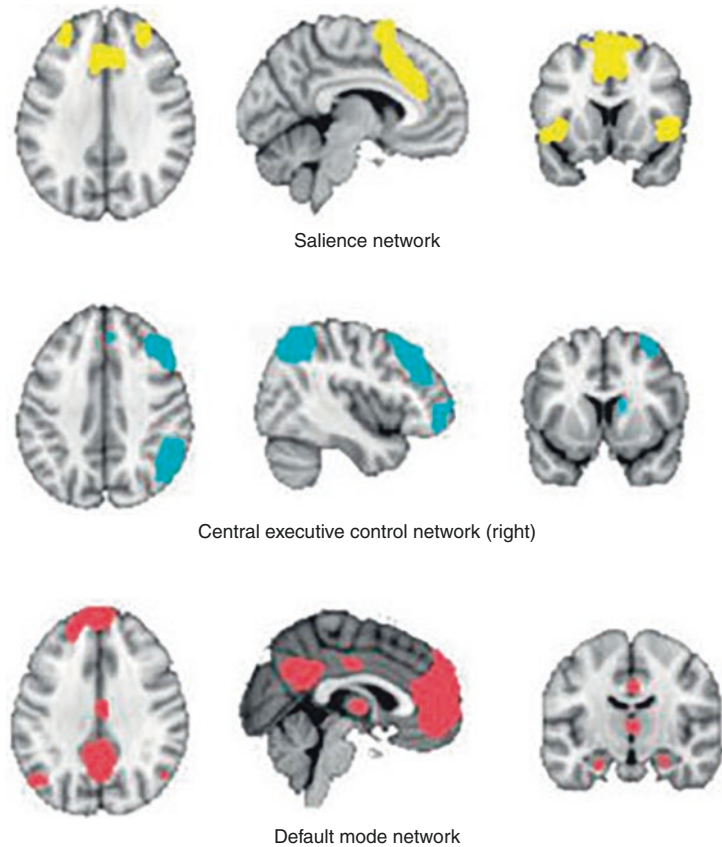 Salience network
Central executive control network (right)
Default mode network